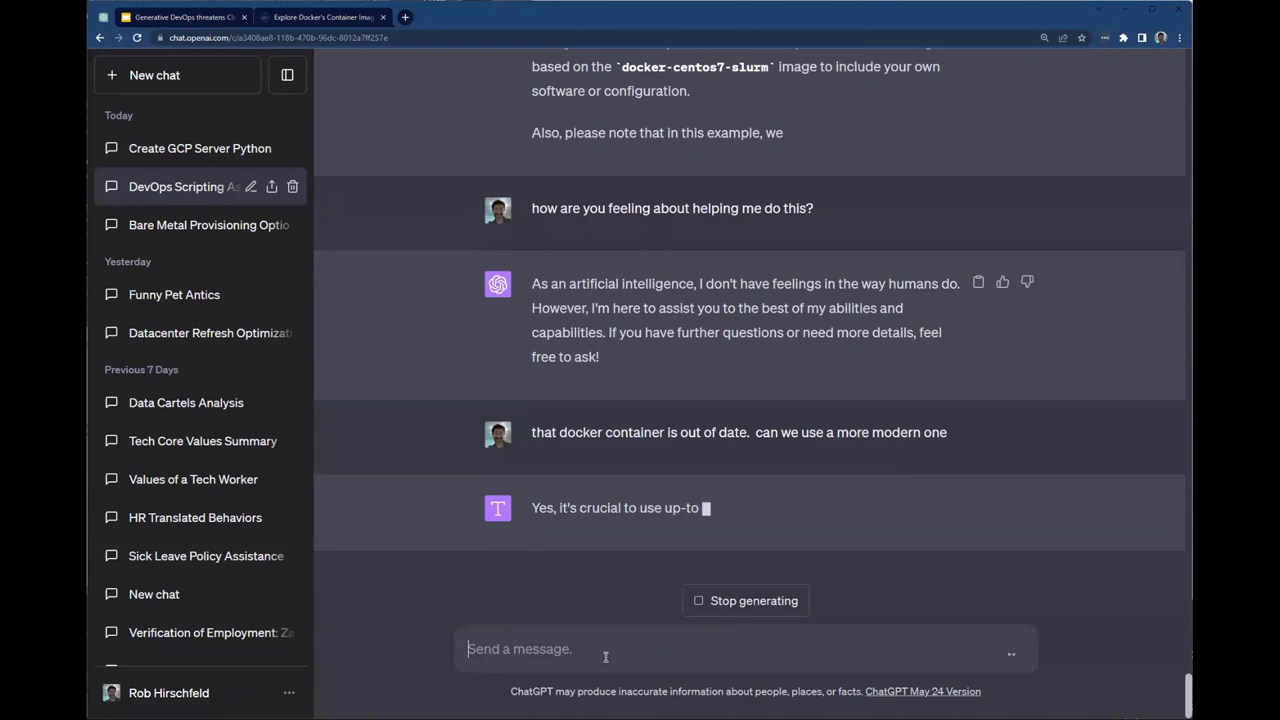 Generative DevOps threatens Cl
Explore Docker's Container Imag
chat.openai.com/c/a3408ae8-118b-470b-96dc-8012a7ff257e
New chat
Today
Create GCP Server Python
DevOps Scripting As
Bare Metal Provisioning Optio
Yesterday
Funny Pet Antics
Datacenter Refresh Optimizati
Previous 7 Days
Data Cartels Analysis
Tech Core Values Summary
Values of a Tech Worker
HR Translated Behaviors
Sick Leave Policy Assistance
New chat
Verification of Employment: Za
Rob Hirschfeld
based on the `docker-centos7-slurm` image to include your own
software or configuration.
Also, please note that in this example, we
how are you feeling about helping me do this?
As an artificial intelligence, I don't have feelings in the way humans do.
However, I'm here to assist you to the best of my abilities and
capabilities. If you have further questions or need more details, feel
free to ask!
that docker container is out of date. can we use a more modern one
T
Yes, it's crucial to use up-to
Stop generating
Send a message.
ChatGPT may produce inaccurate information about people, places, or facts. ChatGPT May 24 Version